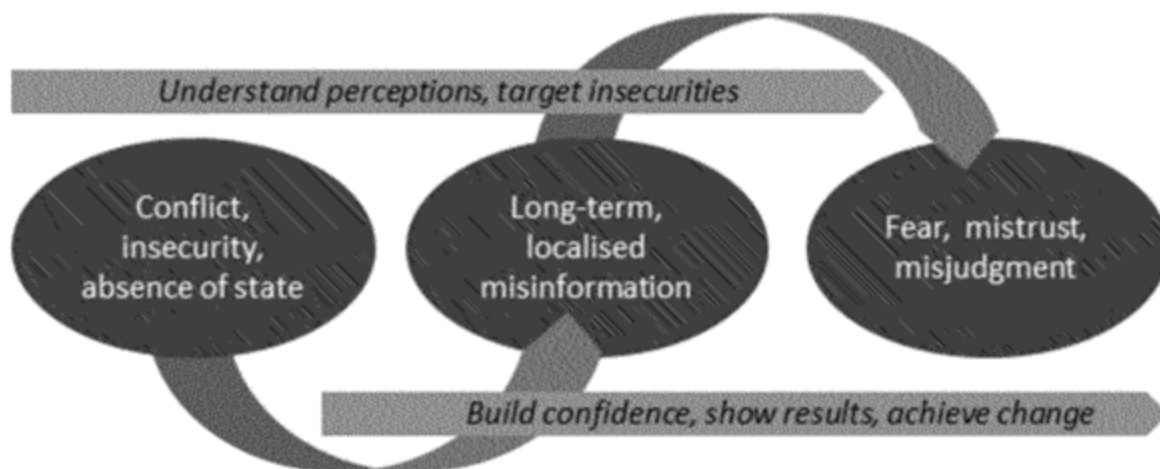 Understand perceptions, target insecurities
Conflict,
insecurity,
absence of state
Long-term,
localised
misinformation
Fear, mistrust,
misjudgment
Build confidence, show results, achieve change